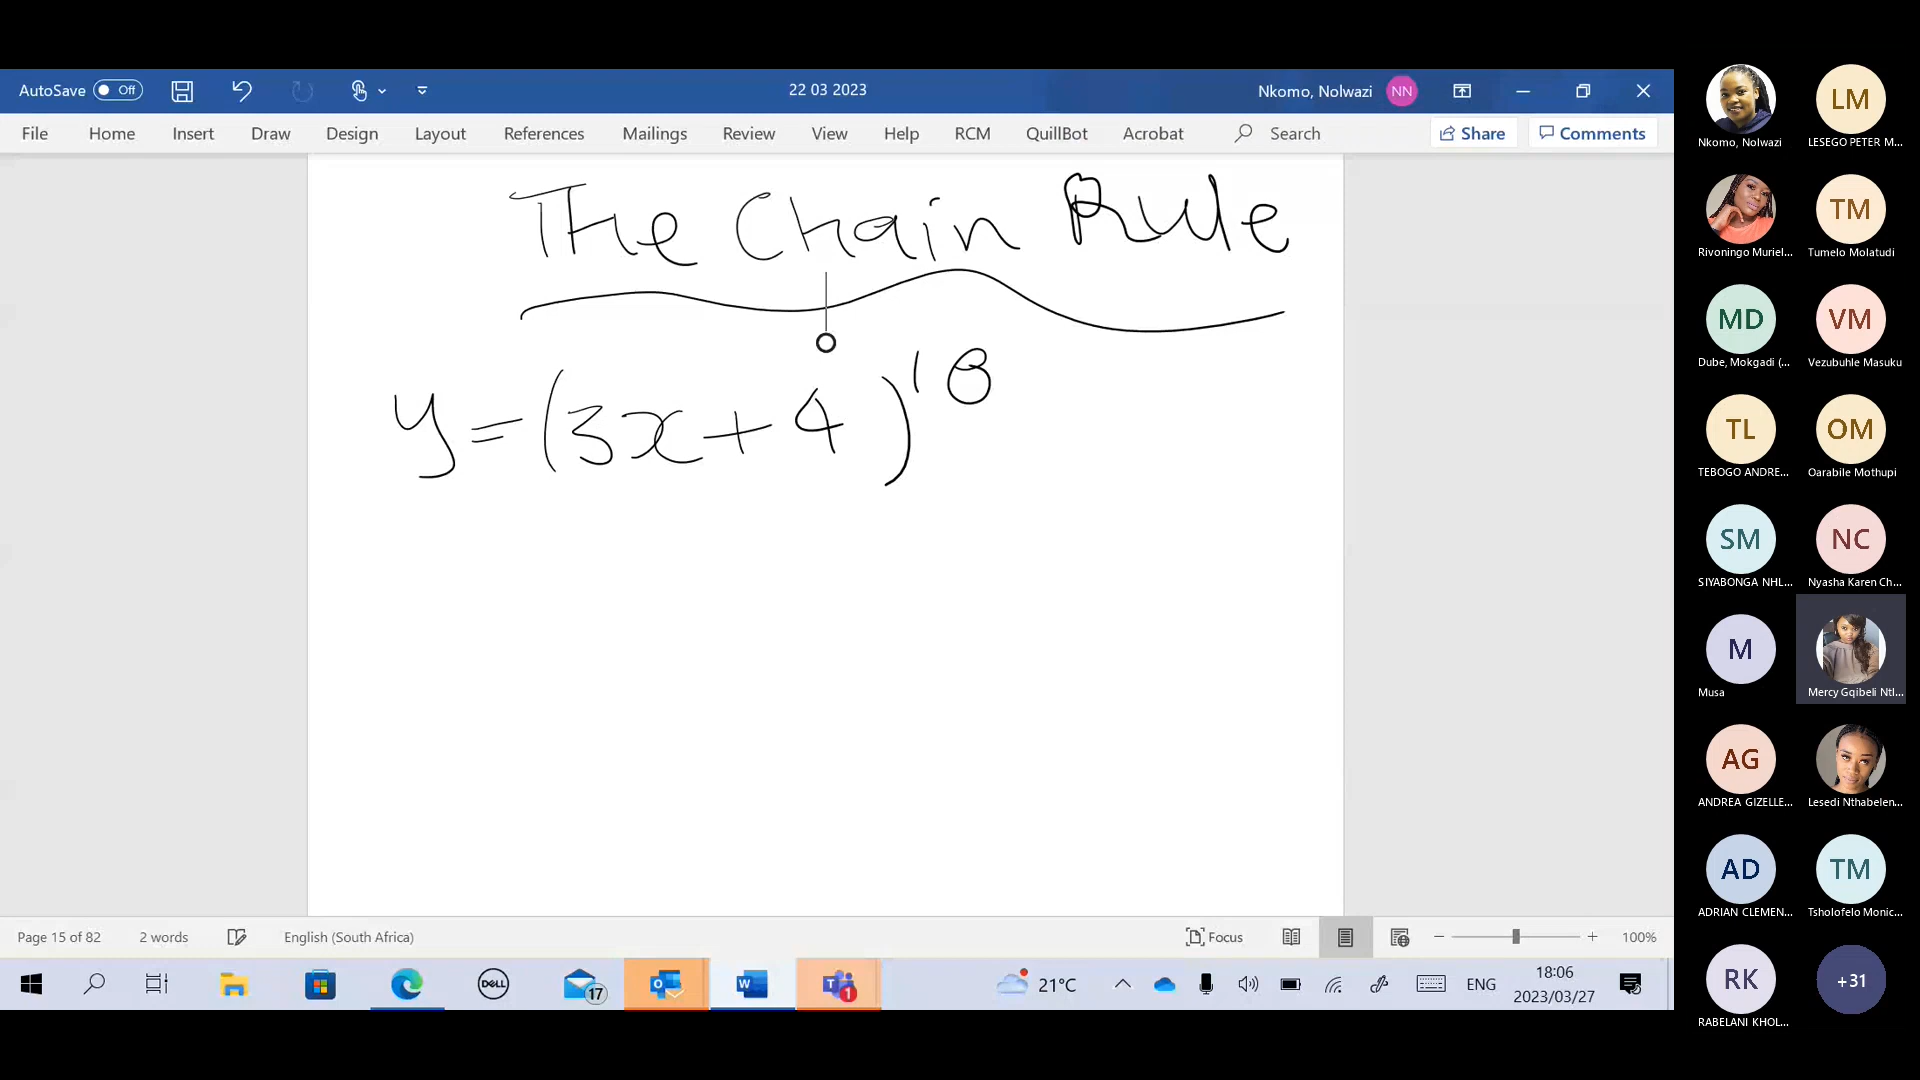 AutoSave Off 22 03 2023 Nkomo, Nolwazi NN
File Home Insert Draw Design Layout References Mailings Review View Help RCM QuillBot Acrobat Search Share Comments
The Chain Rule
y=(3x+4)^18
Page 15 of 82 2 words English (South Africa) Focus 100%
DELL 17 1 21°C ENG 18:06
2023/03/27
Nkomo, Nolwazi
LM
LESEGO PETER M...
Rivoningo Muriel...
TM
Tumelo Molatudi
MD
Dube, Mokgadi (...
VM
Vezubuhle Masuku
TL
TEBOGO ANDRE...
OM
Oarabile Mothupi
SM
SIYABONGA NHL...
NC
Nyasha Karen Ch...
M
Musa
Mercy Gqibeli Ntl...
AG
ANDREA GIZELLE...
Lesedi Nthabelen...
AD
ADRIAN CLEMEN...
TM
Tsholofelo Monic...
RK
RABELANI KHOL...
+31